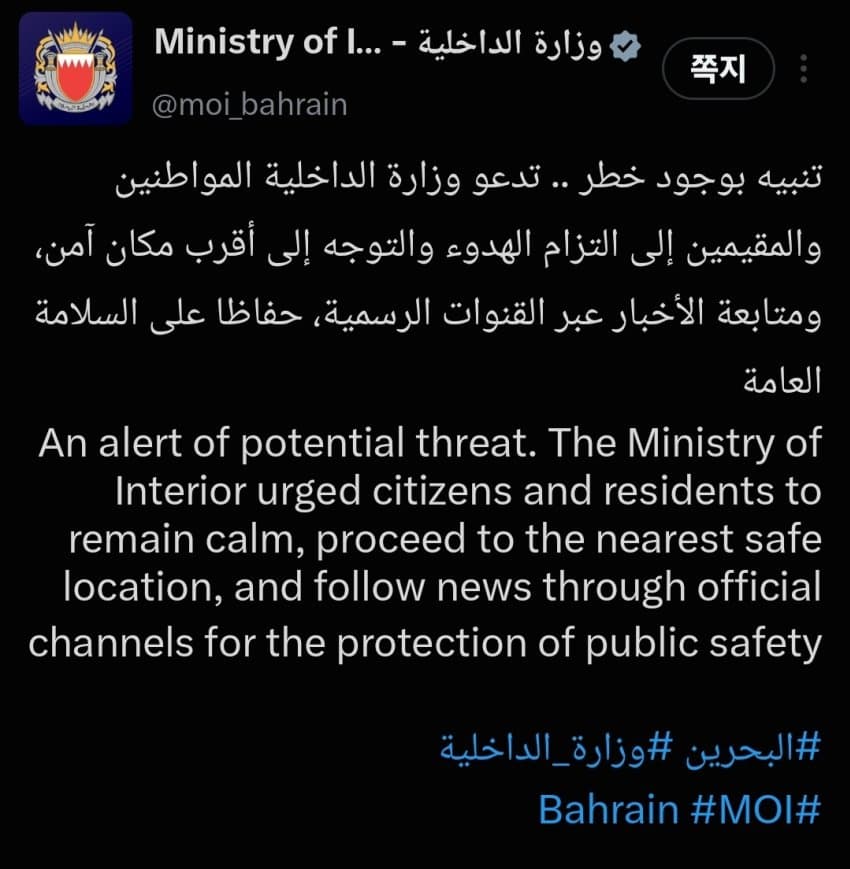 Ministry of I... - وزارة الداخلية
@moi_bahrain
쪽지
تنبيه بوجود خطر .. تدعو وزارة الداخلية المواطنين
والمقيمين إلى التزام الهدوء والتوجه إلى أقرب مكان آمن،
ومتابعة الأخبار عبر القنوات الرسمية، حفاظا على السلامة
العامة
An alert of potential threat. The Ministry of
Interior urged citizens and residents to
remain calm, proceed to the nearest safe
location, and follow news through official
channels for the protection of public safety
#البحرين #وزارة_الداخلية
Bahrain #MOI#